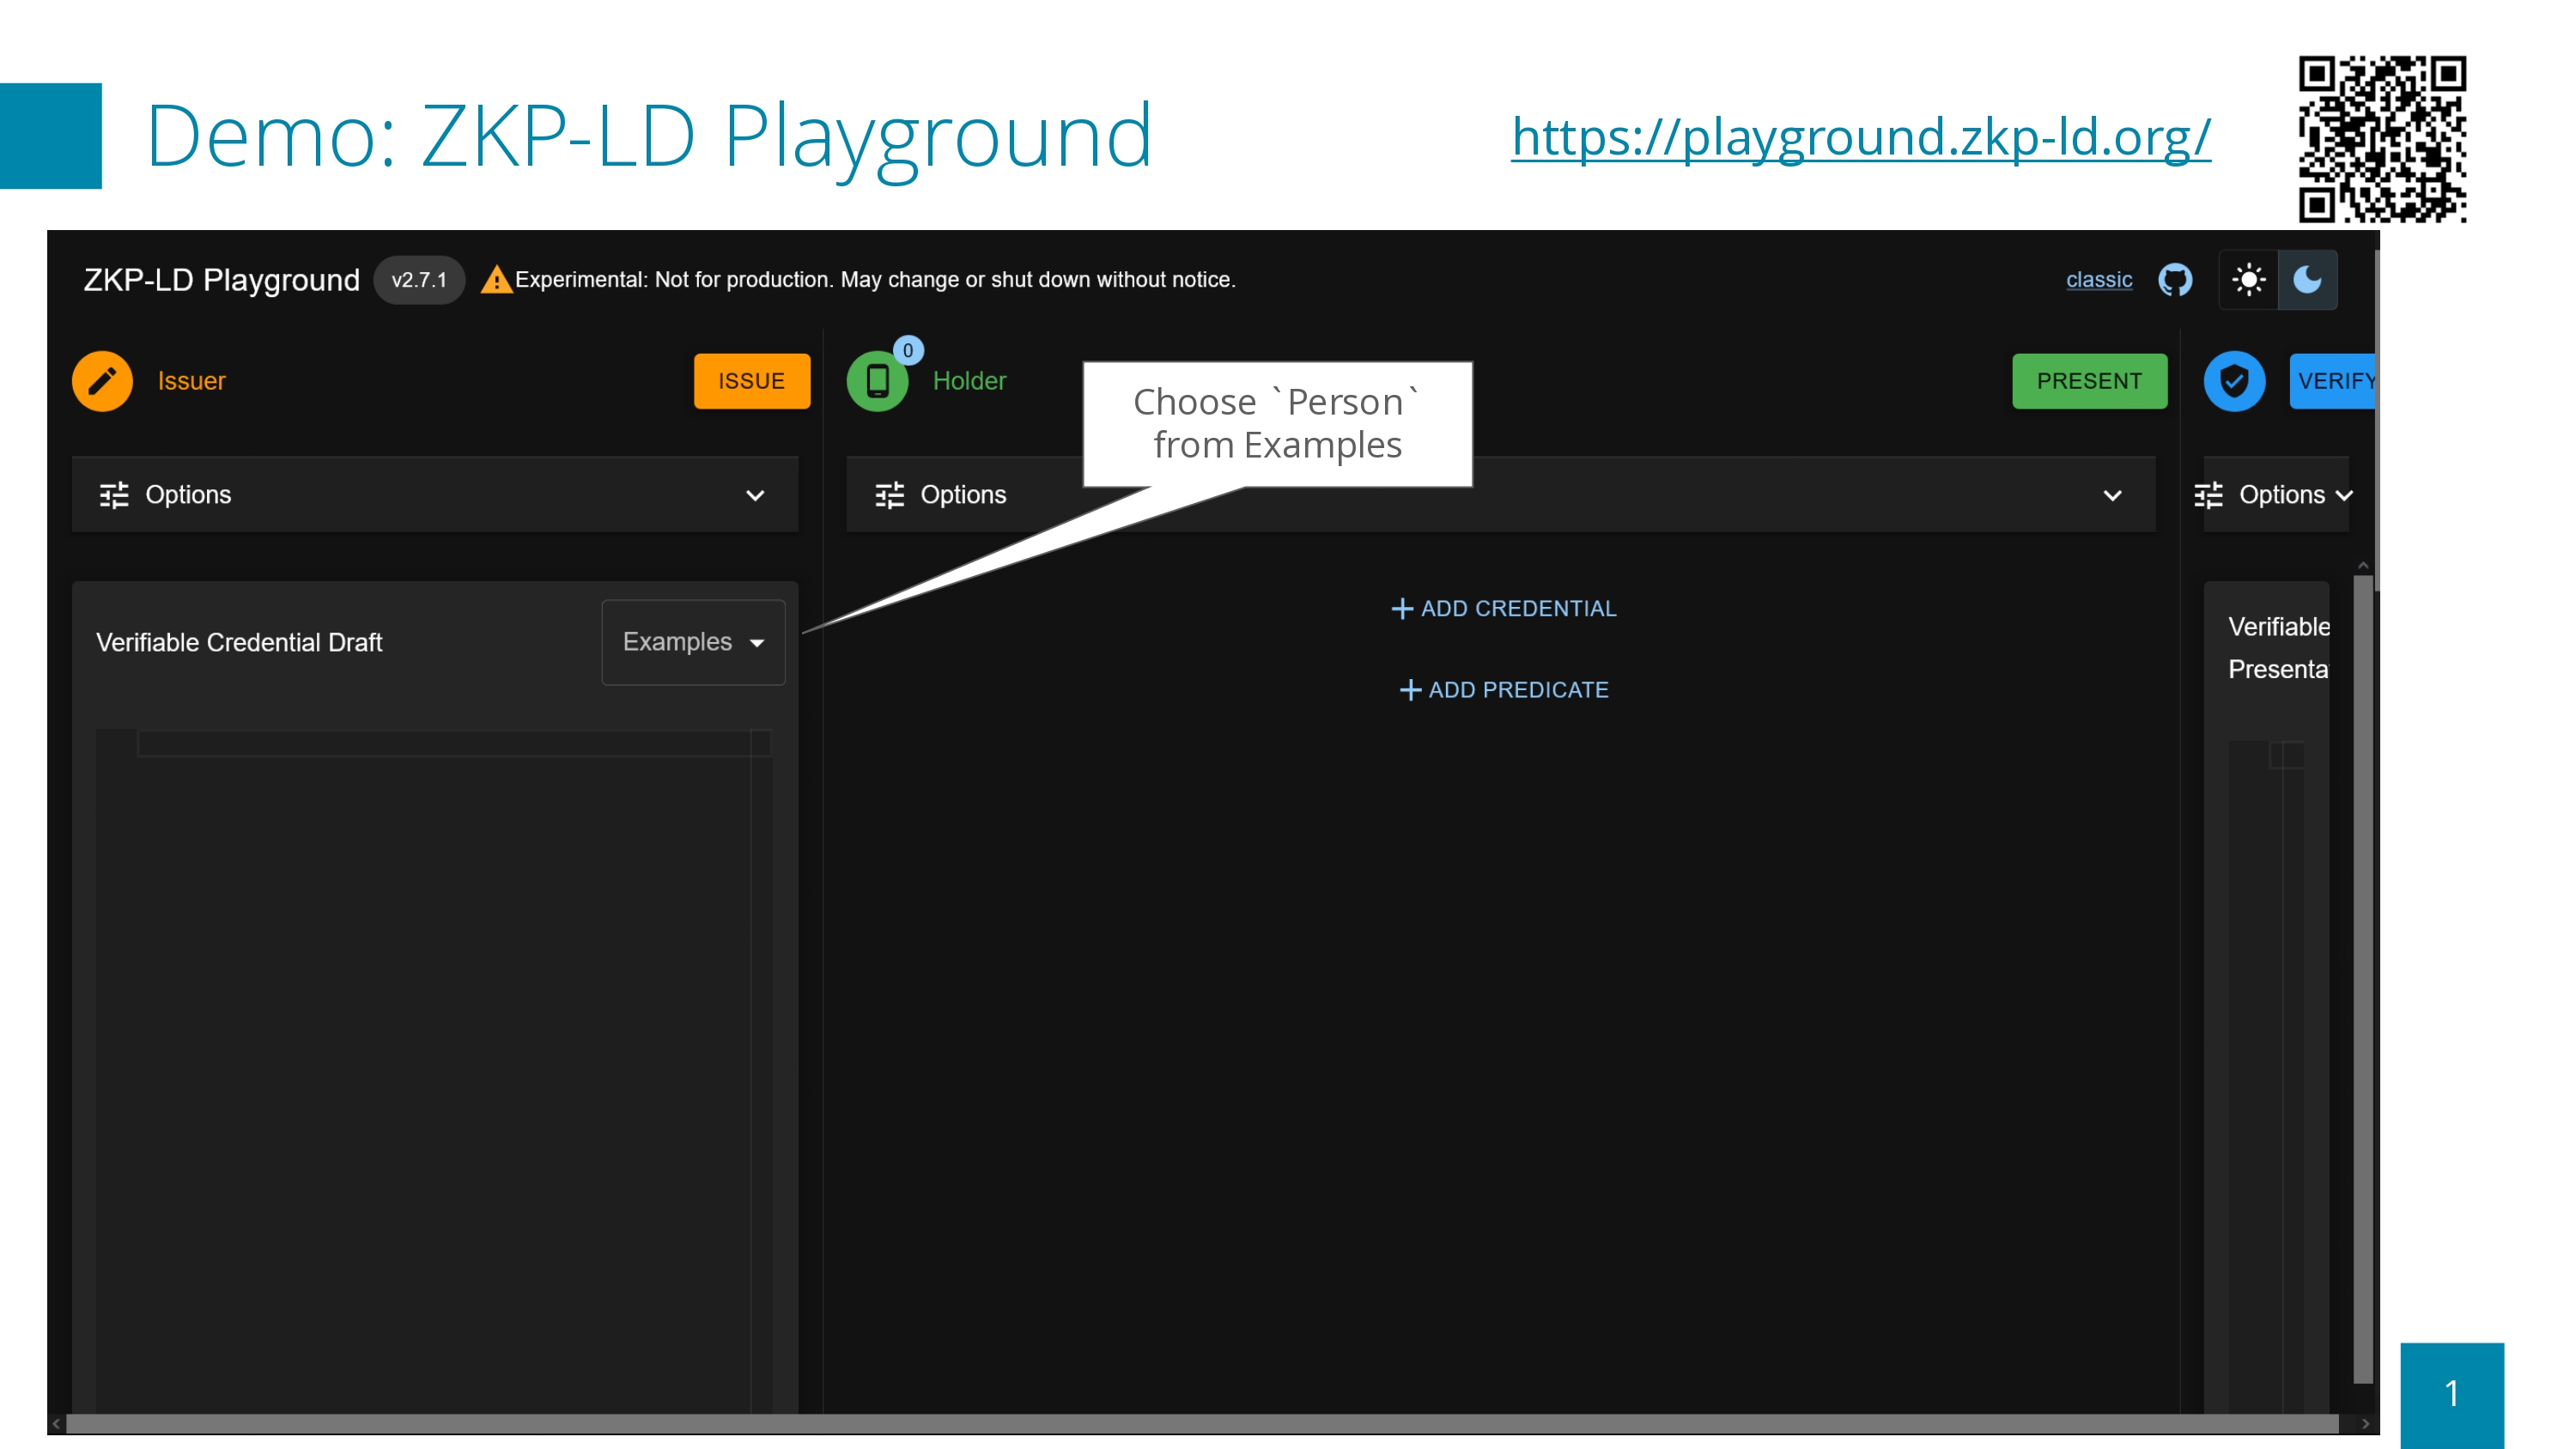 Demo: ZKP-LD Playground
https://playground.zkp-ld.org/
ZKP-LD Playground
v2.7.1
Experimental: Not for production. May change or shut down without notice.
classic
Issuer
ISSUE
0
Holder
Choose `Person`
from Examples
PRESENT
VERIFY
Options
Options
Options
Verifiable Credential Draft
Examples
+ ADD CREDENTIAL
+ ADD PREDICATE
Verifiable
Presenta
1